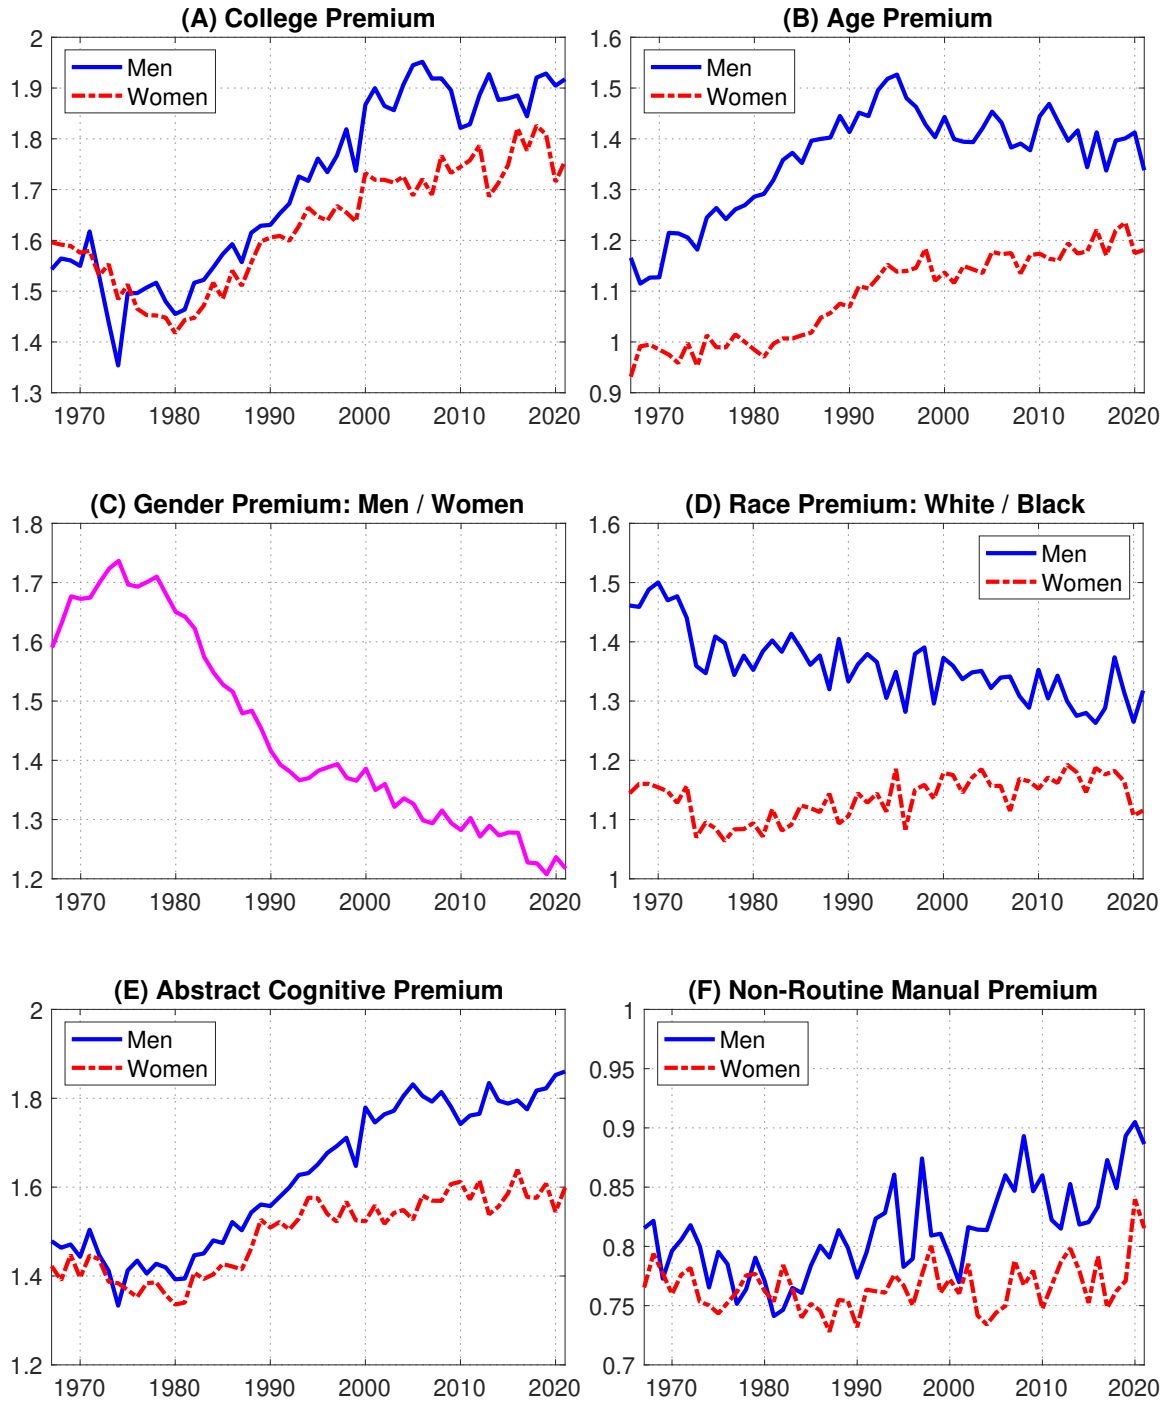 (A) College Premium
2
1.9
1.8
1.7
1.6
1.5
1.4
1.3
Men
Women
1970 1980 1990 2000 2010 2020
(B) Age Premium
1.6
1.5
1.4
1.3
1.2
1.1
1
0.9
Men
Women
1970 1980 1990 2000 2010 2020
(C) Gender Premium: Men / Women
1.8
1.7
1.6
1.5
1.4
1.3
1.2
1970 1980 1990 2000 2010 2020
(D) Race Premium: White / Black
1.6
1.5
1.4
1.3
1.2
1.1
1
Men
Women
1970 1980 1990 2000 2010 2020
(E) Abstract Cognitive Premium
2
1.8
1.6
1.4
1.2
Men
Women
1970 1980 1990 2000 2010 2020
(F) Non-Routine Manual Premium
1
0.95
0.9
0.85
0.8
0.75
0.7
Men
Women
1970 1980 1990 2000 2010 2020